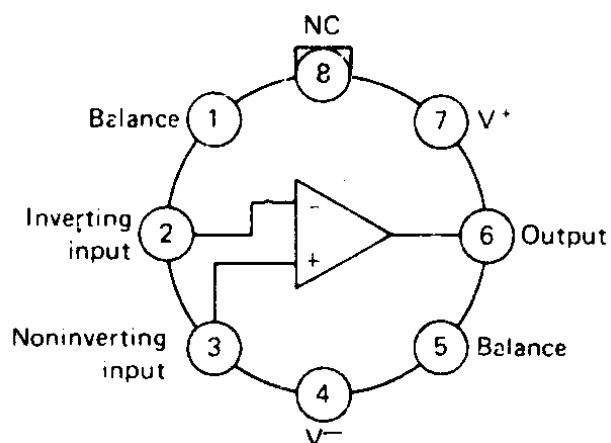 NC
8
Balance 1
7 V+
Inverting
input
2
-
6 Output
+
Noninverting
input
3
5 Balance
4
V−